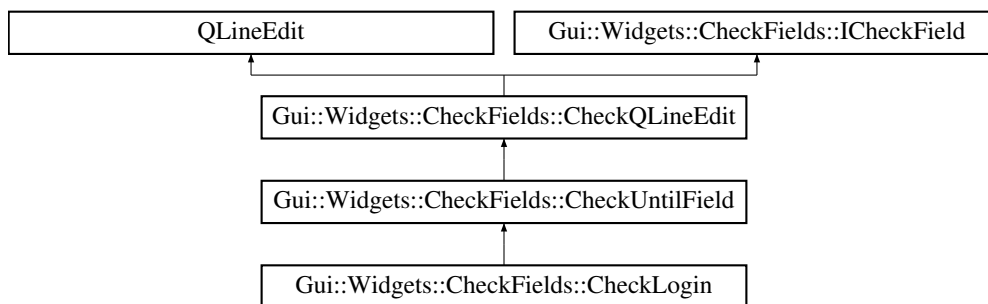 QLineEdit
Gui::Widgets::CheckFields::ICheckField
Gui::Widgets::CheckFields::CheckQLineEdit
Gui::Widgets::CheckFields::CheckUntilField
Gui::Widgets::CheckFields::CheckLogin